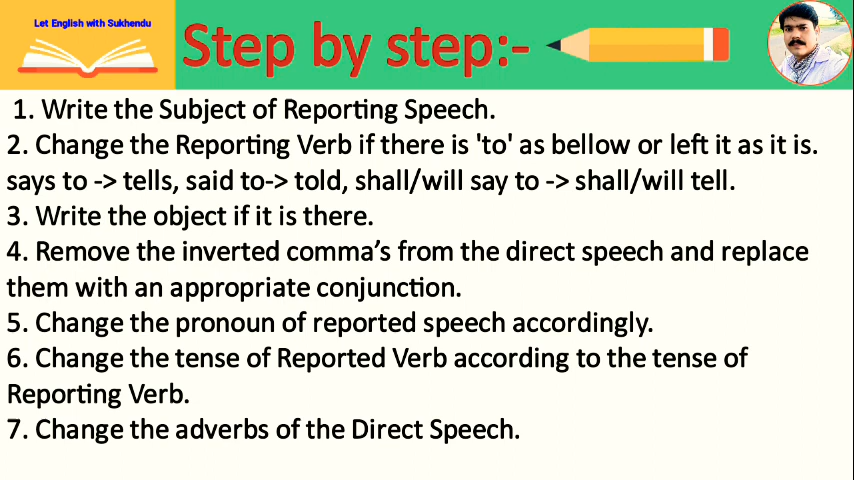 Let English with Sukhendu
Step by step:-
1. Write the Subject of Reporting Speech.
2. Change the Reporting Verb if there is 'to' as bellow or left it as it is.
says to -> tells, said to-> told, shall/will say to -> shall/will tell.
3. Write the object if it is there.
4. Remove the inverted comma’s from the direct speech and replace
them with an appropriate conjunction.
5. Change the pronoun of reported speech accordingly.
6. Change the tense of Reported Verb according to the tense of
Reporting Verb.
7. Change the adverbs of the Direct Speech.